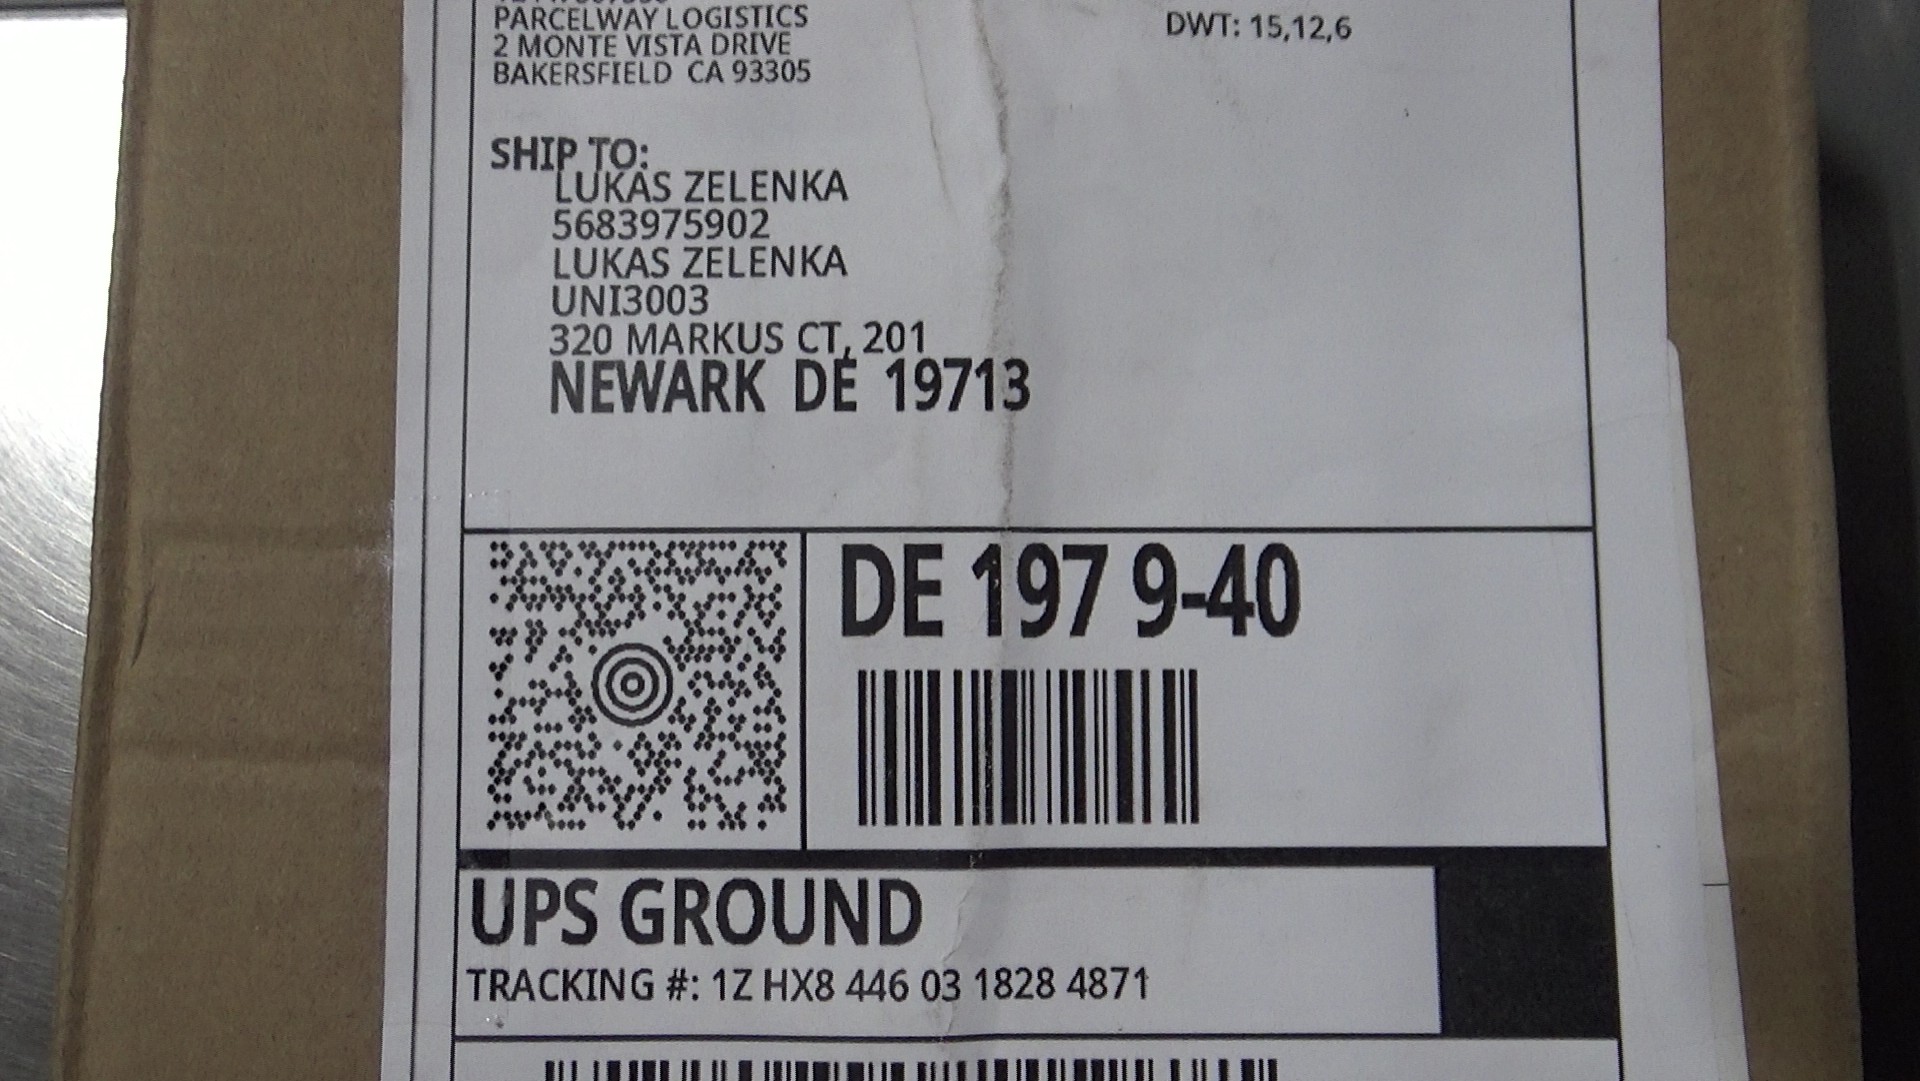 PARCELWAY LOGISTICS
2 MONTE VISTA DRIVE
BAKERSFIELD CA 93305
DWT: 15,12,6
SHIP TO:
LUKAS ZELENKA
5683975902
LUKAS ZELENKA
UNI3003
320 MARKUS CT, 201
NEWARK DE 19713
DE 197 9-40
UPS GROUND
TRACKING #: 1Z HX8 446 03 1828 4871